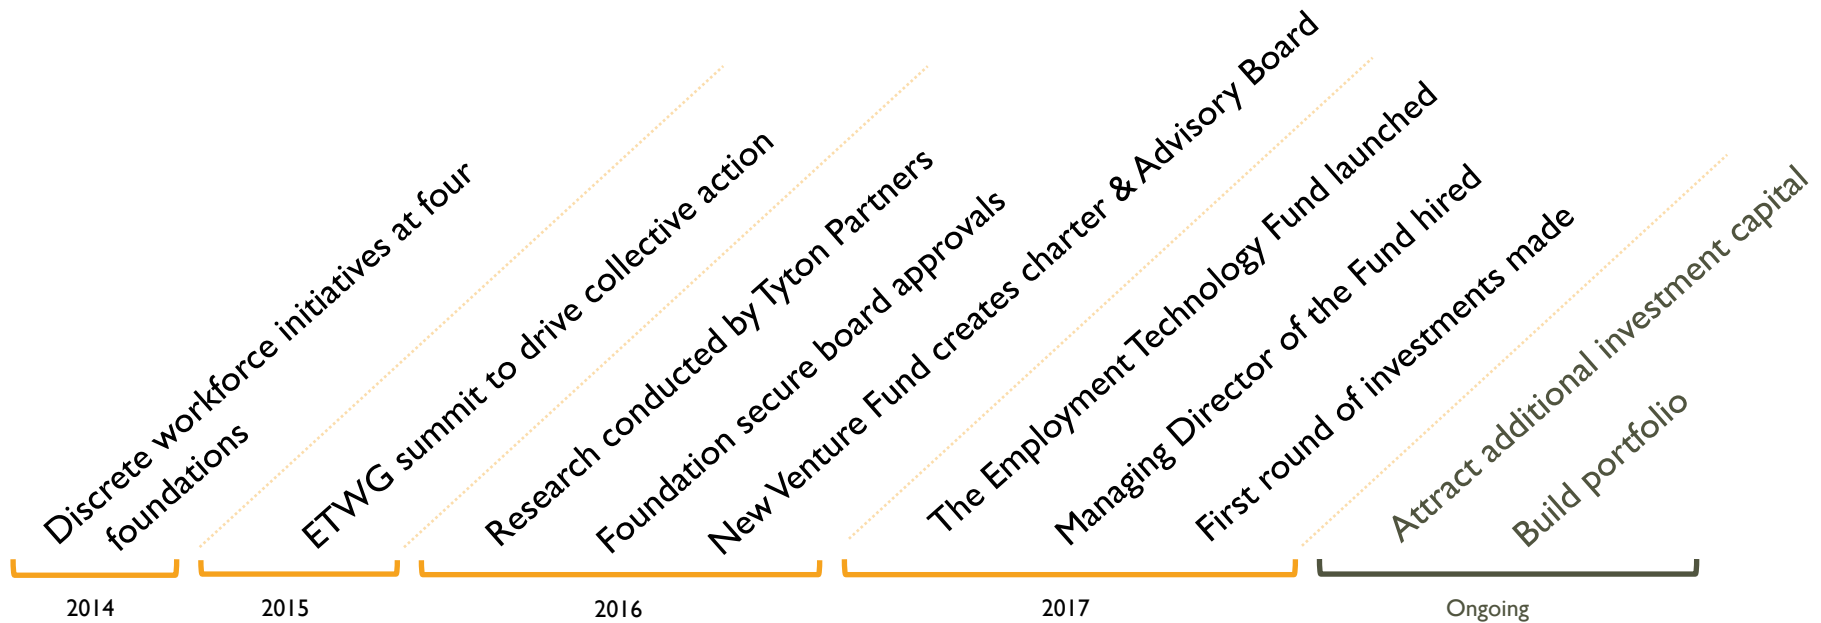 Discrete workforce initiatives at four
foundations
ETWG summit to drive collective action
Research conducted by Tyton Partners
Foundation secure board approvals
New Venture Fund creates charter & Advisory Board
The Employment Technology Fund launched
Managing Director of the Fund hired
First round of investments made
Attract additional investment capital
Build portfolio
2014
2015
2016
2017
Ongoing